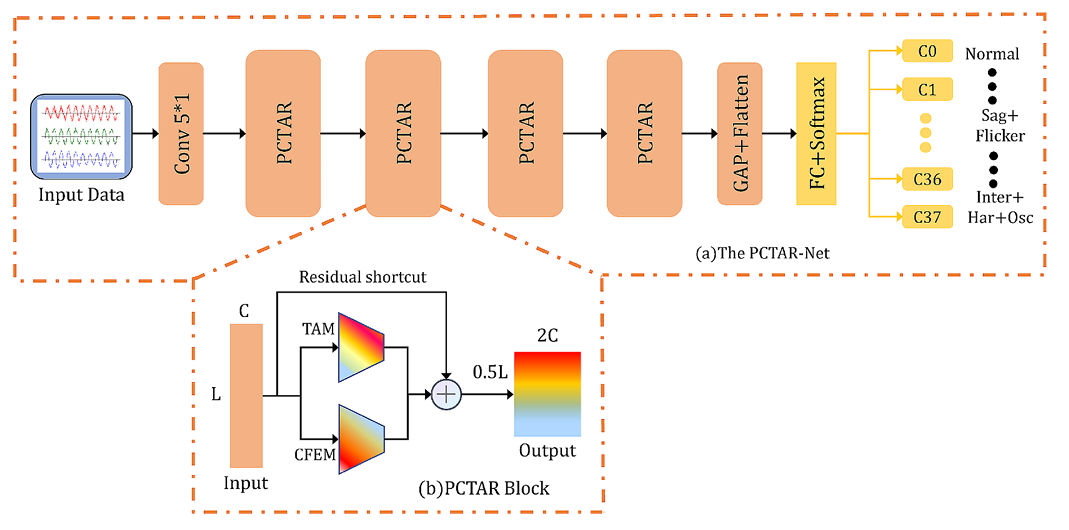 Input Data
Conv 5*1
PCTAR
PCTAR
PCTAR
PCTAR
GAP+Flatten
FC+Softmax
C0
C1
C36
C37
Normal
Sag+
Flicker
Inter+
Har+Osc
(a)The PCTAR-Net
Residual shortcut
C
L
Input
TAM
CFEM
0.5L
2C
Output
(b)PCTAR Block